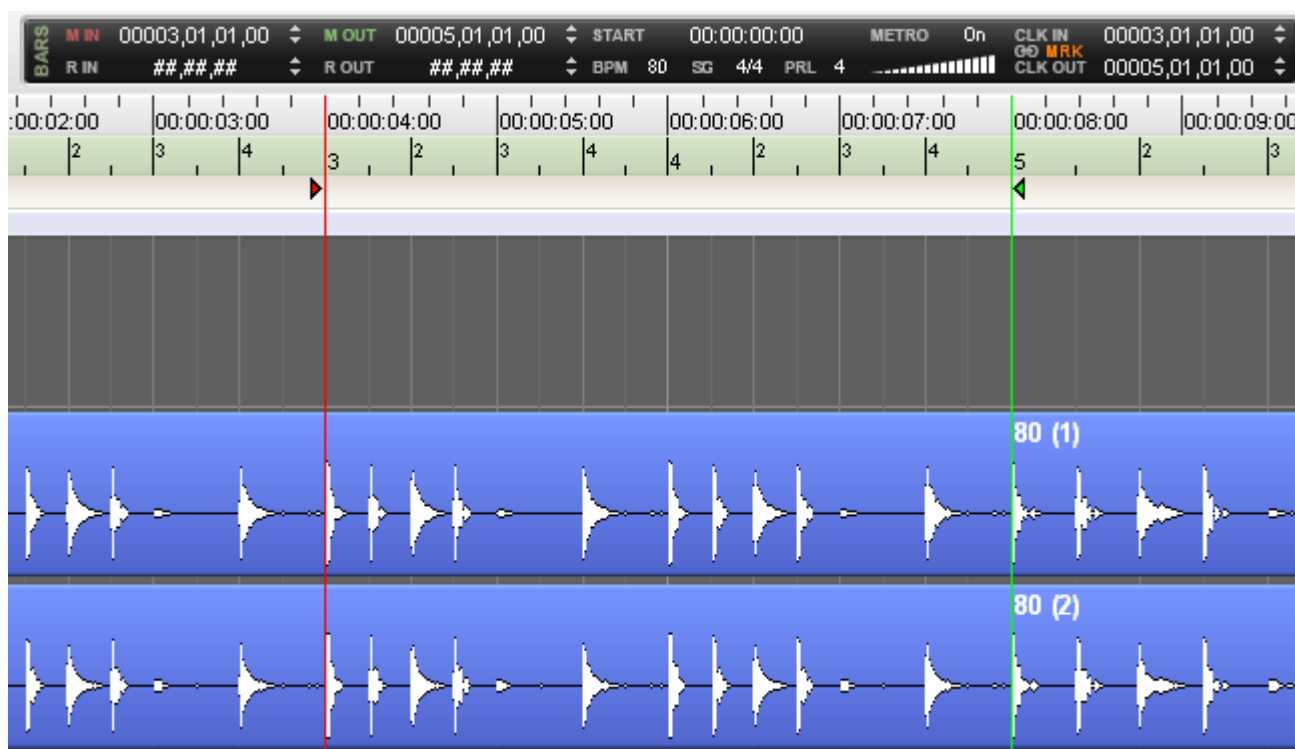 BARS M IN 00003,01,01,00 M OUT 00005,01,01,00 START 00:00:00:00 METRO On CLK IN 00003,01,01,00
MRK
R IN ##,##,## R OUT ##,##,## BPM 80 SG 4/4 PRL 4 CLK OUT 00005,01,01,00
:00:02:00 00:00:03:00 00:00:04:00 00:00:05:00 00:00:06:00 00:00:07:00 00:00:08:00 00:00:09:00
2 3 4 3 2 3 4 4 2 3 4 5 2 3
80 (1)
80 (2)